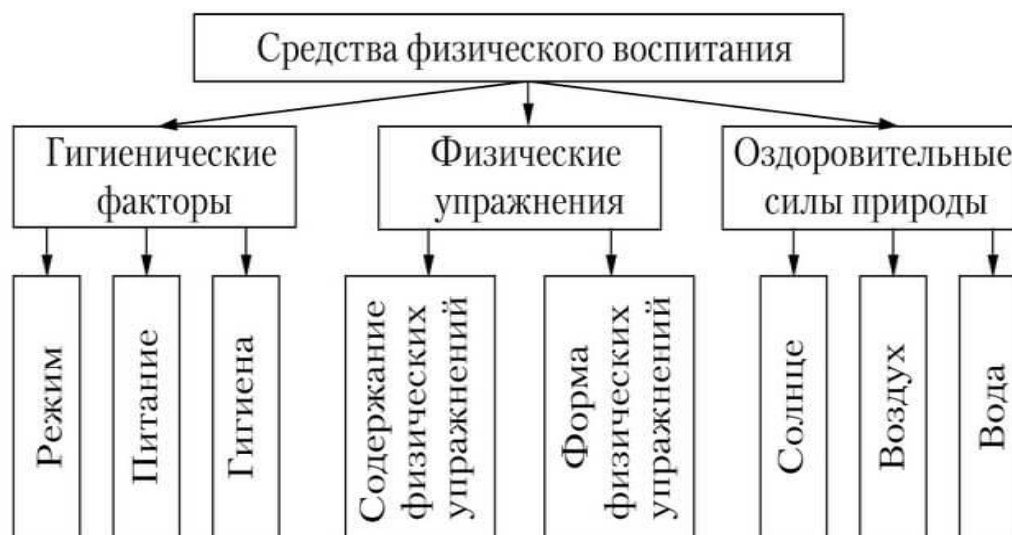 Средства физического воспитания
Гигиенические
факторы
Физические
упражнения
Оздоровительные
силы природы
Режим
Питание
Гигиена
Содержание
физических
упражнений
Форма
физических
упражнений
Солнце
Воздух
Вода